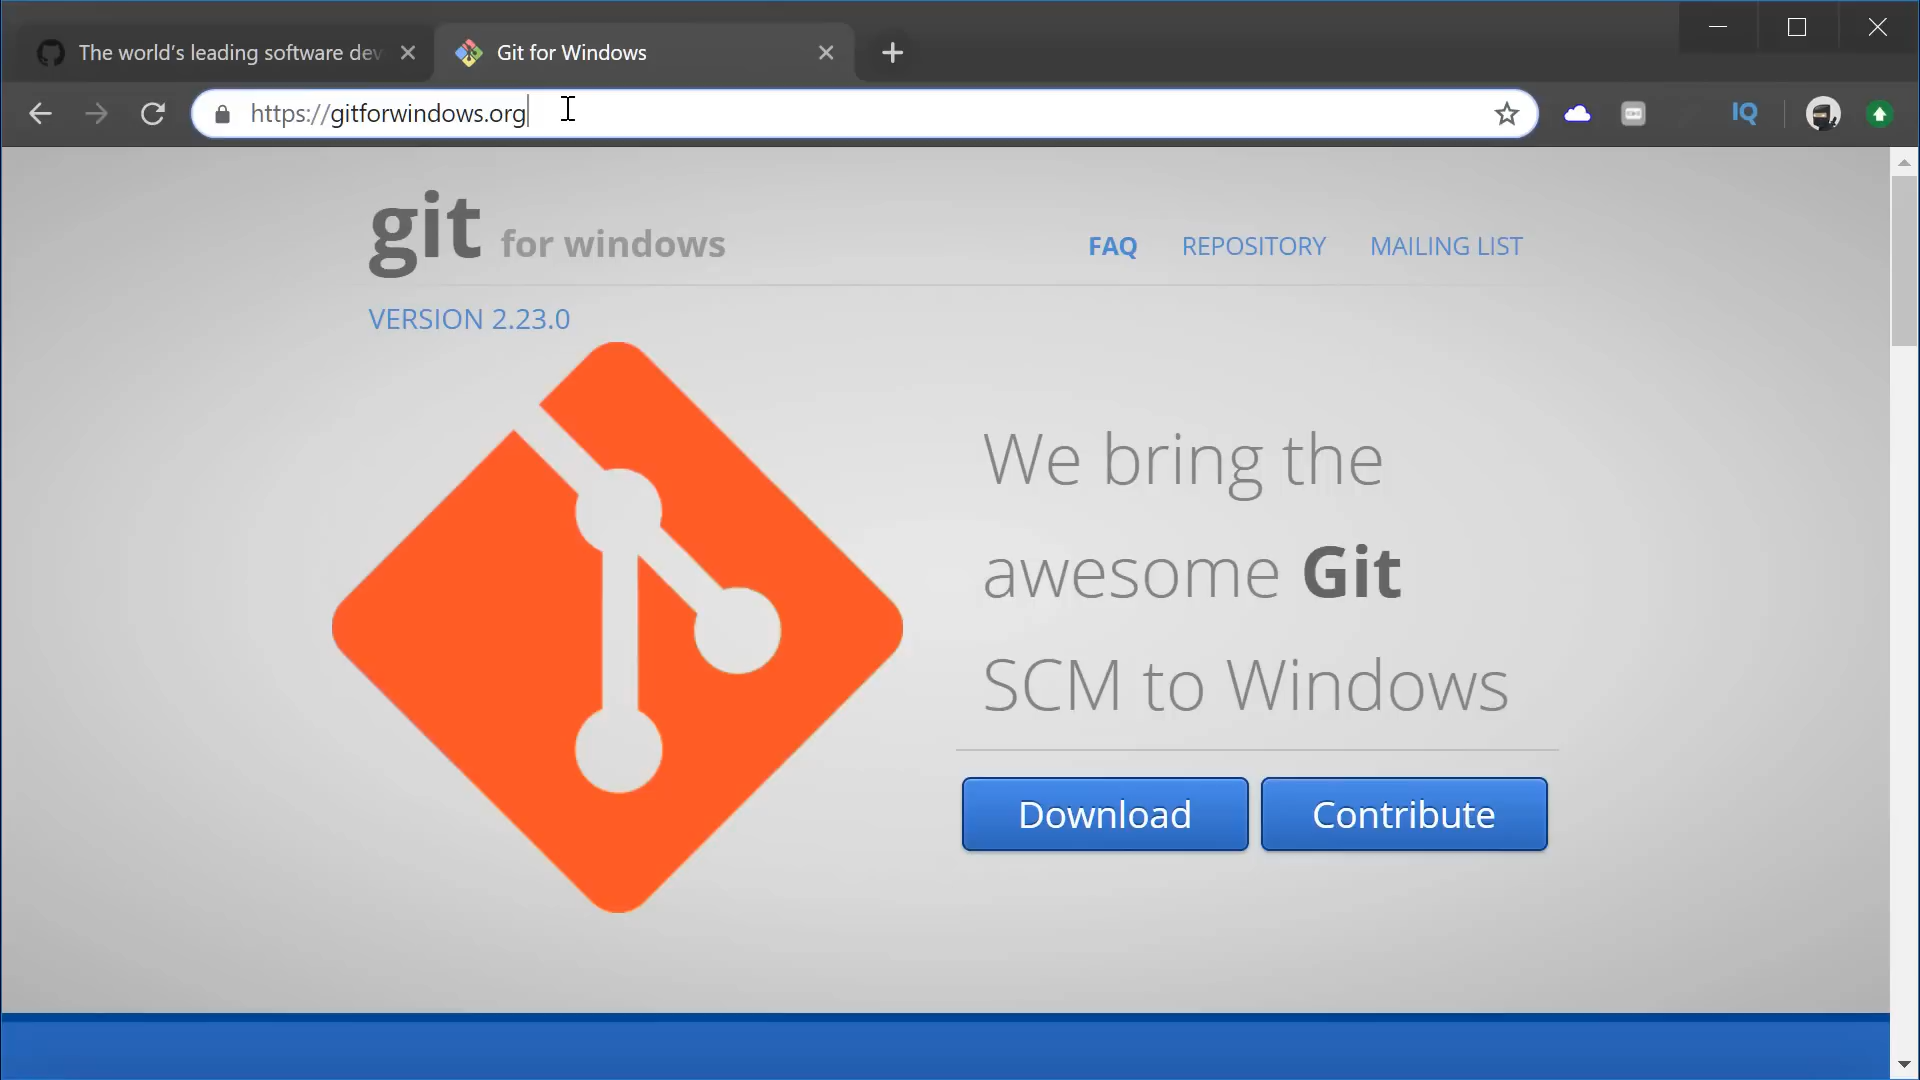 The world's leading software dev
Git for Windows
https://gitforwindows.org
IQ
git for windows
FAQ
REPOSITORY
MAILING LIST
VERSION 2.23.0
We bring the
awesome Git
SCM to Windows
Download
Contribute